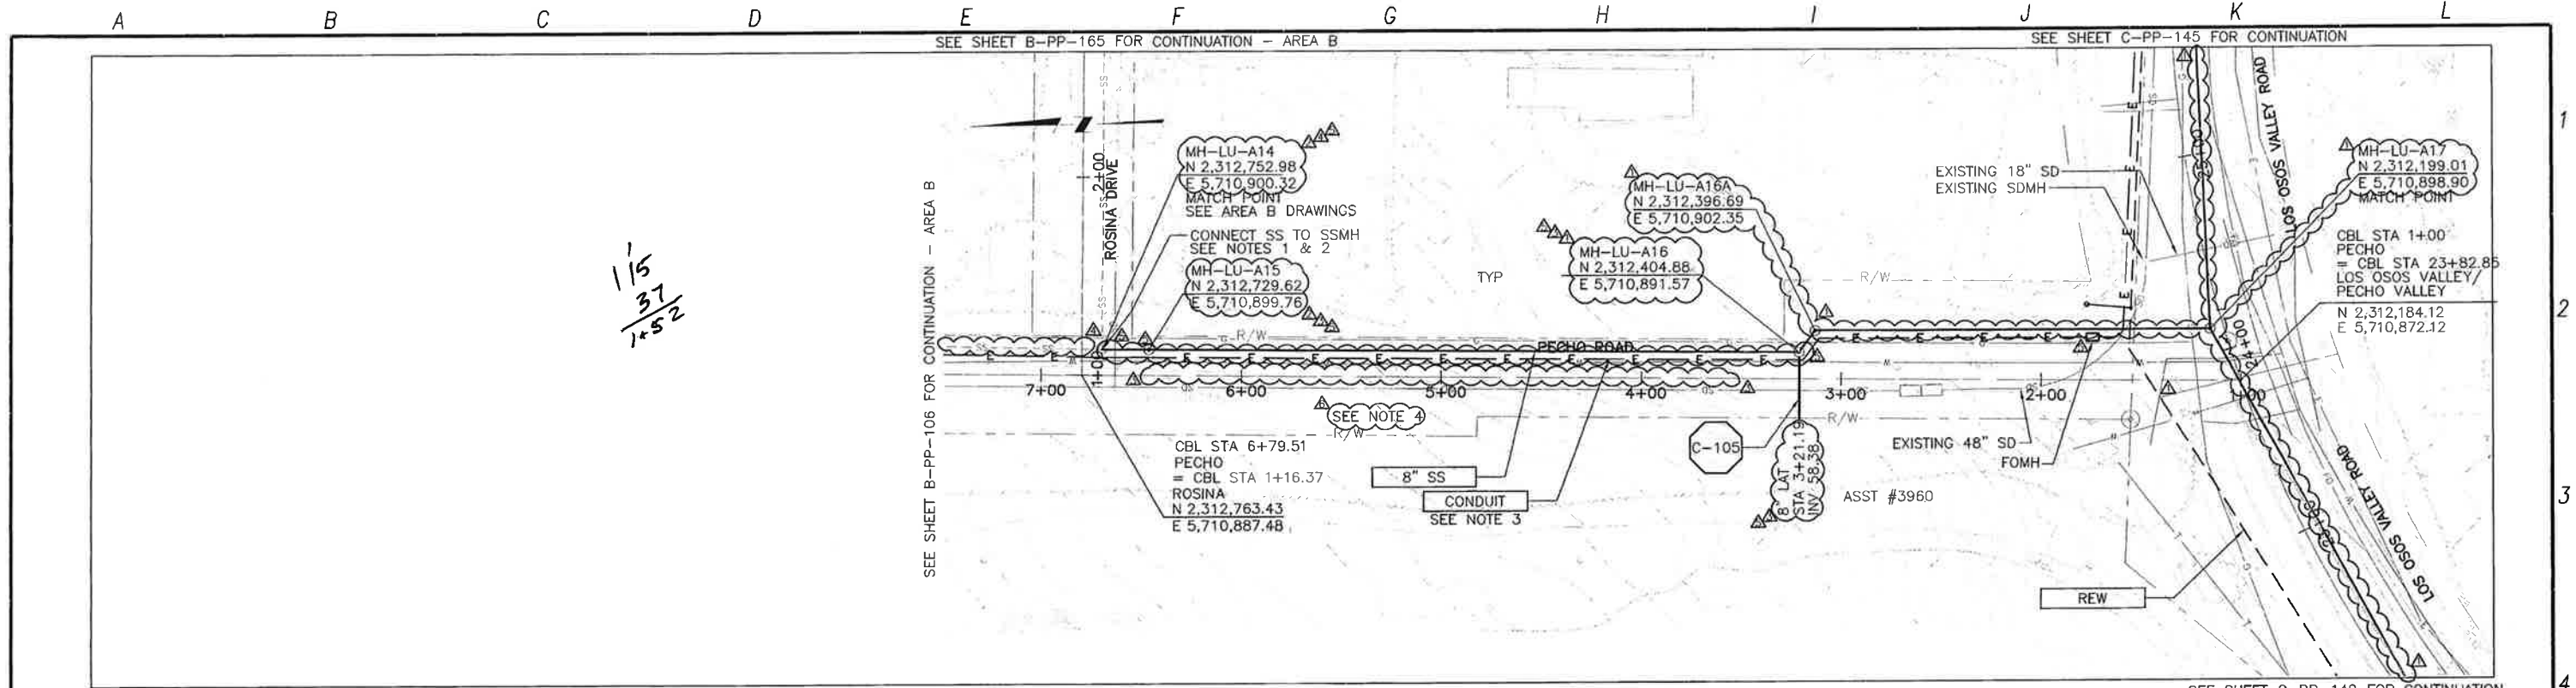 A B C D E F G H I J K L
SEE SHEET B-PP-165 FOR CONTINUATION - AREA B
SEE SHEET C-PP-145 FOR CONTINUATION
1
2
3
4
SEE SHEET B-PP-106 FOR CONTINUATION - AREA B
115
37
1+52
2+00
ROSINA DRIVE
MH-LU-A14
N 2,312,752.98
E 5,710,900.32
MATCH POINT
SEE AREA B DRAWINGS
CONNECT SS TO SSMH
SEE NOTES 1 & 2
MH-LU-A15
N 2,312,729.62
E 5,710,899.76
TYP
MH-LU-A16A
N 2,312,396.69
E 5,710,902.35
MH-LU-A16
N 2,312,404.88
E 5,710,891.57
EXISTING 18" SD
EXISTING SDMH
LOS OSOS VALLEY ROAD
MH-LU-A17
N 2,312,199.01
E 5,710,898.90
MATCH POINT
CBL STA 1+00
PECHO
= CBL STA 23+82.85
LOS OSOS VALLEY/
PECHO VALLEY
N 2,312,184.12
E 5,710,872.12
R/W
R/W
PECHO ROAD
24+00
1+00
7+00
6+00
5+00
4+00
3+00
2+00
SEE NOTE 4
R/W
R/W
CBL STA 6+79.51
PECHO
= CBL STA 1+16.37
ROSINA
N 2,312,763.43
E 5,710,887.48
8" SS
CONDUIT
SEE NOTE 3
C-105
8" LAT
STA 3+21.19
INV 58.38
ASST #3960
EXISTING 48" SD
FOMH
REW
LOS OSOS VALLEY ROAD